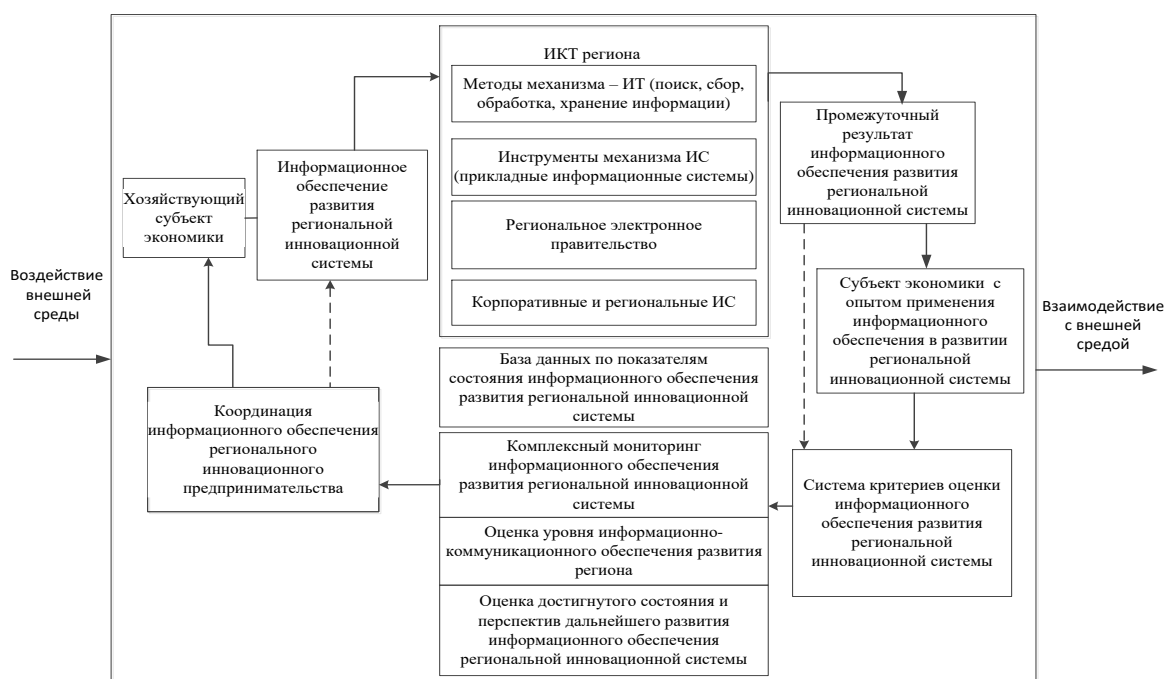 Воздействие
внешней
среды
Хозяйствующий
субъект
экономики
Информационное
обеспечение
развития
региональной
инновационной
системы
Координация
информационного обеспечения
регионального
инновационного
предпринимательства
ИКТ региона
Методы механизма – ИТ (поиск, сбор,
обработка, хранение информации)
Инструменты механизма ИС
(прикладные информационные системы)
Региональное электронное
правительство
Корпоративные и региональные ИС
База данных по показателям
состояния информационного обеспечения
развития региональной инновационной
системы
Комплексный мониторинг
информационного обеспечения
развития региональной инновационной
системы
Оценка уровня информационно-
коммуникационного обеспечения развития
региона
Оценка достигнутого состояния и
перспектив дальнейшего развития
информационного обеспечения
региональной инновационной системы
Промежуточный
результат
информационного
обеспечения развития
региональной
инновационной системы
Субъект экономики с
опытом применения
информационного
обеспечения в развитии
региональной
инновационной системы
Система критериев оценки
информационного
обеспечения развития
региональной
инновационной системы
Взаимодействие
с внешней
средой